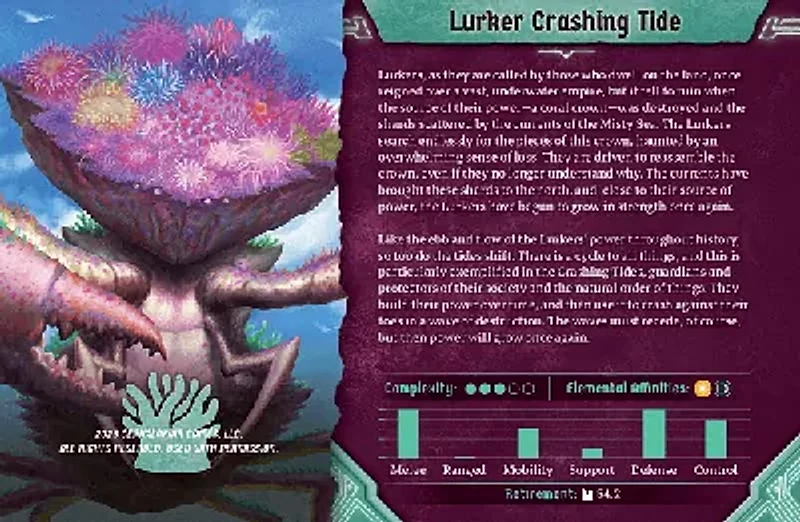 Lurker Crashing Tide
Lurkers, as they are called by those who dwell on the land, once
reigned over a vast, underwater empire, but it fell to ruin when
the source of their power—a coral crown—was destroyed and the
shards scattered by the currents of the Misty Sea. The Lurkers
search endlessly for the pieces of this crown, haunted by an
overwhelming sense of loss. They are driven to reassemble the
crown, even if they no longer understand why. The currents have
brought these shards to the north, and close to their source of
power, the Lurkers have begun to grow in strength once again.
Like the ebb and flow of the Lurkers' power throughout history,
so too do the tides shift. There is a cycle to all things, and this is
particularly exemplified in the Crashing Tides, guardians and
protectors of their society and the natural order of things. They
build their power over time, and then use it to crash against their
foes in a wave of destruction. The waves must recede, of course,
but then power will grow once again.
Complexity: Elemental Affinities:
Melee Ranged Mobility Support Defense Control
Retirement: 54.2
ALL RIGHTS RESERVED. USED WITH PERMISSION.